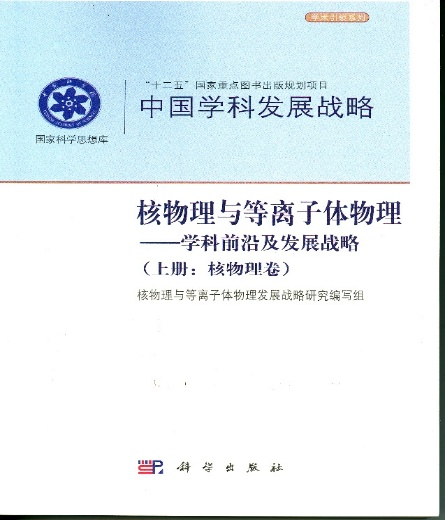 学术引领系列
“十二五”国家重点图书出版规划项目
中国学科发展战略
国家科学思想库
核物理与等离子体物理
——学科前沿及发展战略
（上册：核物理卷）
核物理与等离子体物理发展战略研究编写组
科学出版社